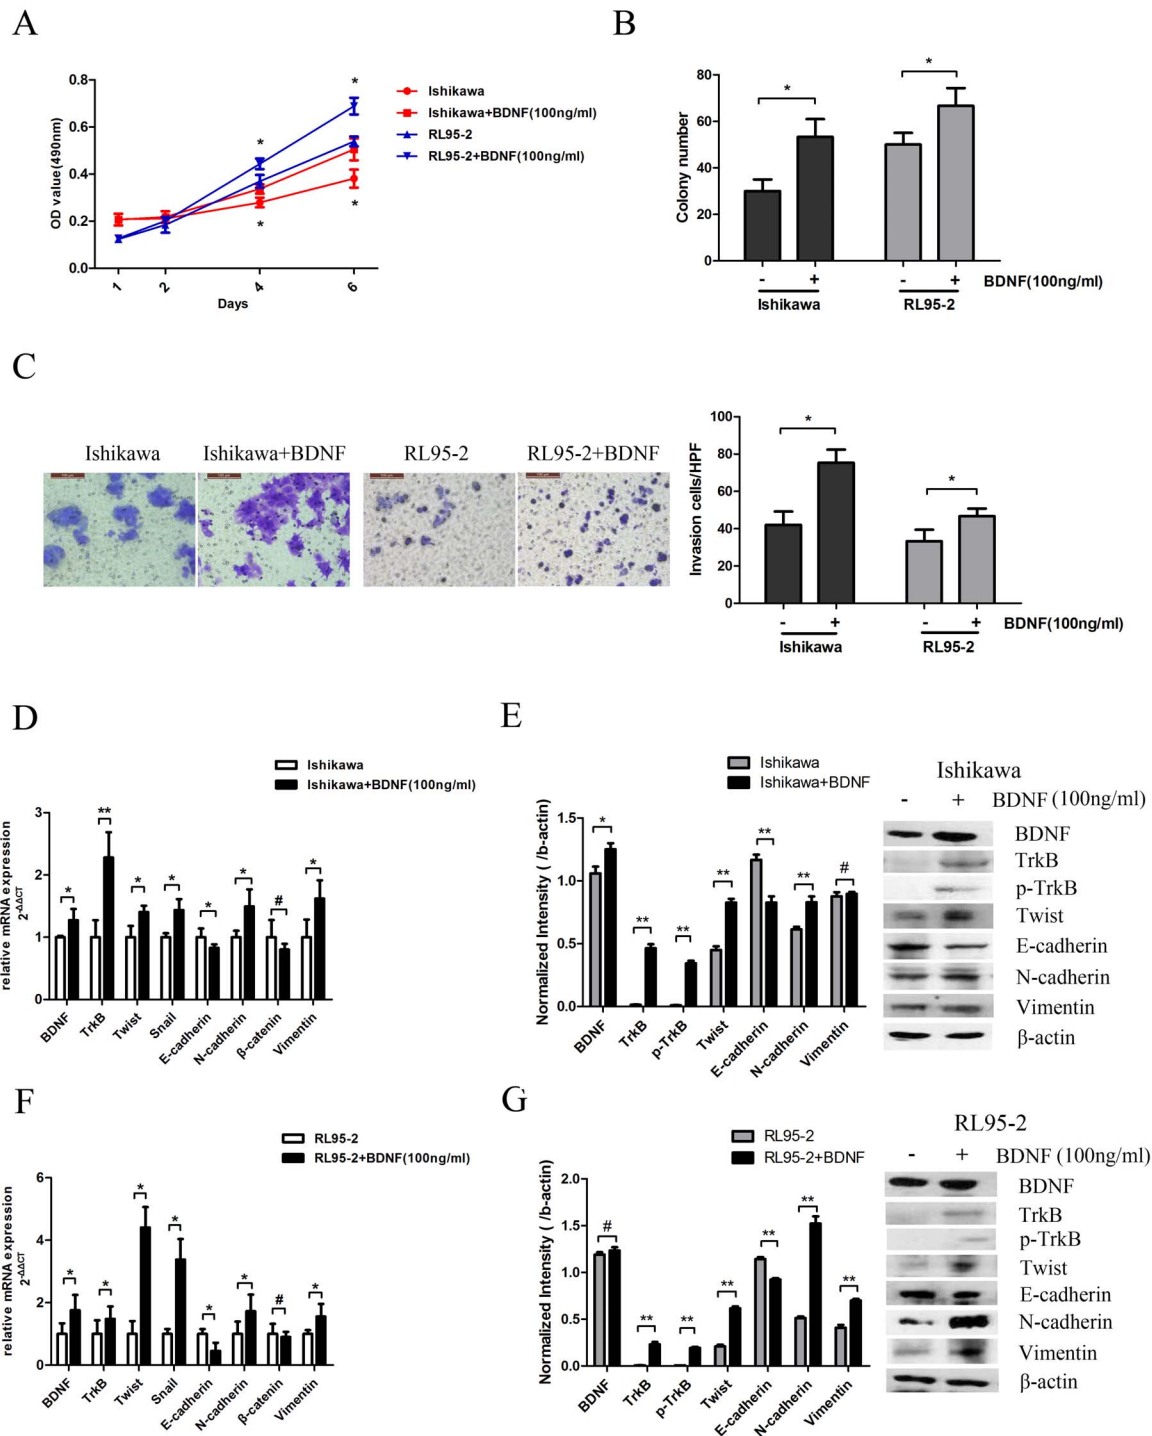 A
0.8
0.6
0.4
0.2
0.0
OD value(490nm)
1
2
4
6
Days
*
*
*
*
Ishikawa
Ishikawa+BDNF(100ng/ml)
RL95-2
RL95-2+BDNF(100ng/ml)
B
80
60
40
20
0
Colony number
*
*
- + - + BDNF(100ng/ml)
Ishikawa RL95-2
C
Ishikawa Ishikawa+BDNF RL95-2 RL95-2+BDNF
100
80
60
40
20
0
Invasion cells/HPF
*
*
- + - + BDNF(100ng/ml)
Ishikawa RL95-2
D
Ishikawa
Ishikawa+BDNF(100ng/ml)
relative mRNA expression
2-ΔΔCT
3
2
1
0
* ** * * * * # *
BDNF
TrkB
Twist
Snail
E-cadherin
N-cadherin
β-catenin
Vimentin
E
Ishikawa
Ishikawa+BDNF
Normalized Intensity ( /b-actin)
1.5
1.0
0.5
0.0
* ** ** ** ** ** #
BDNF
TrkB
p-TrkB
Twist
E-cadherin
N-cadherin
Vimentin
Ishikawa
- + BDNF (100ng/ml)
BDNF
TrkB
p-TrkB
Twist
E-cadherin
N-cadherin
Vimentin
β-actin
F
RL95-2
RL95-2+BDNF(100ng/ml)
relative mRNA expression
2-ΔΔCT
6
4
2
0
* * * * * * # *
BDNF
TrkB
Twist
Snail
E-cadherin
N-cadherin
β-catenin
Vimentin
G
RL95-2
RL95-2+BDNF
Normalized Intensity ( /b-actin)
2.0
1.5
1.0
0.5
0.0
# ** ** ** ** ** **
BDNF
TrkB
p-TrkB
Twist
E-cadherin
N-cadherin
Vimentin
RL95-2
- + BDNF (100ng/ml)
BDNF
TrkB
p-TrkB
Twist
E-cadherin
N-cadherin
Vimentin
β-actin